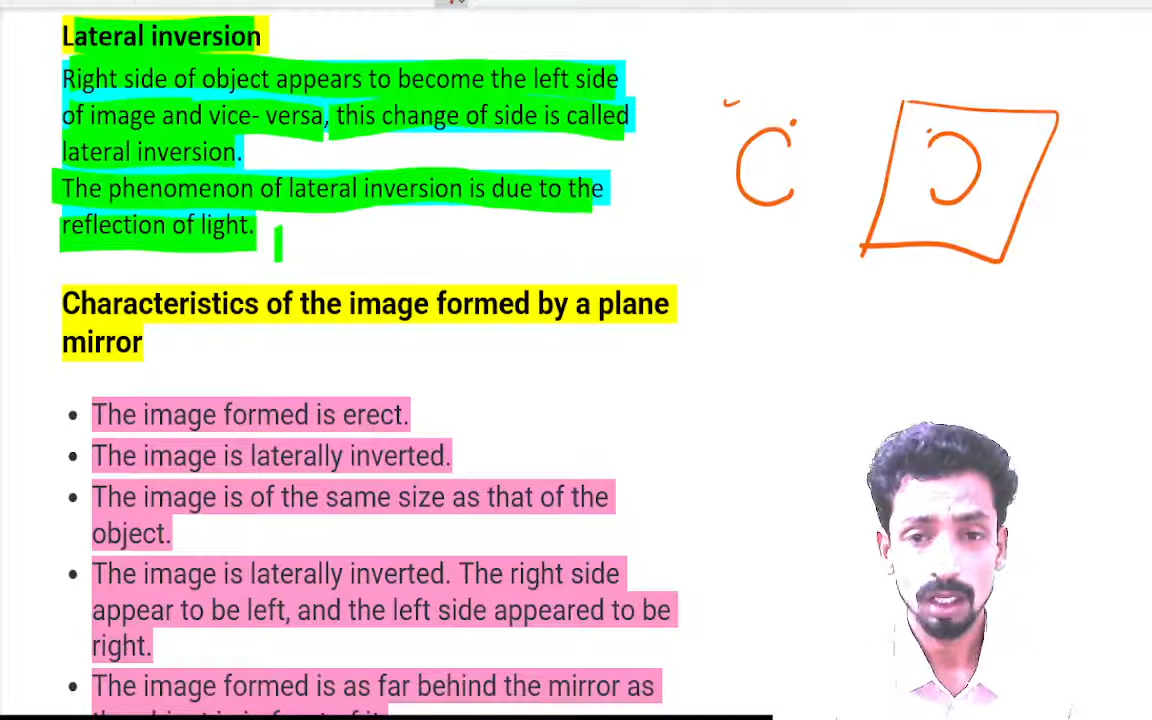 Lateral inversion
Right side of object appears to become the left side
of image and vice- versa, this change of side is called
lateral inversion.
The phenomenon of lateral inversion is due to the
reflection of light.
C
Ɔ
Characteristics of the image formed by a plane
mirror
• The image formed is erect.
• The image is laterally inverted.
• The image is of the same size as that of the
object.
• The image is laterally inverted. The right side
appear to be left, and the left side appeared to be
right.
• The image formed is as far behind the mirror as